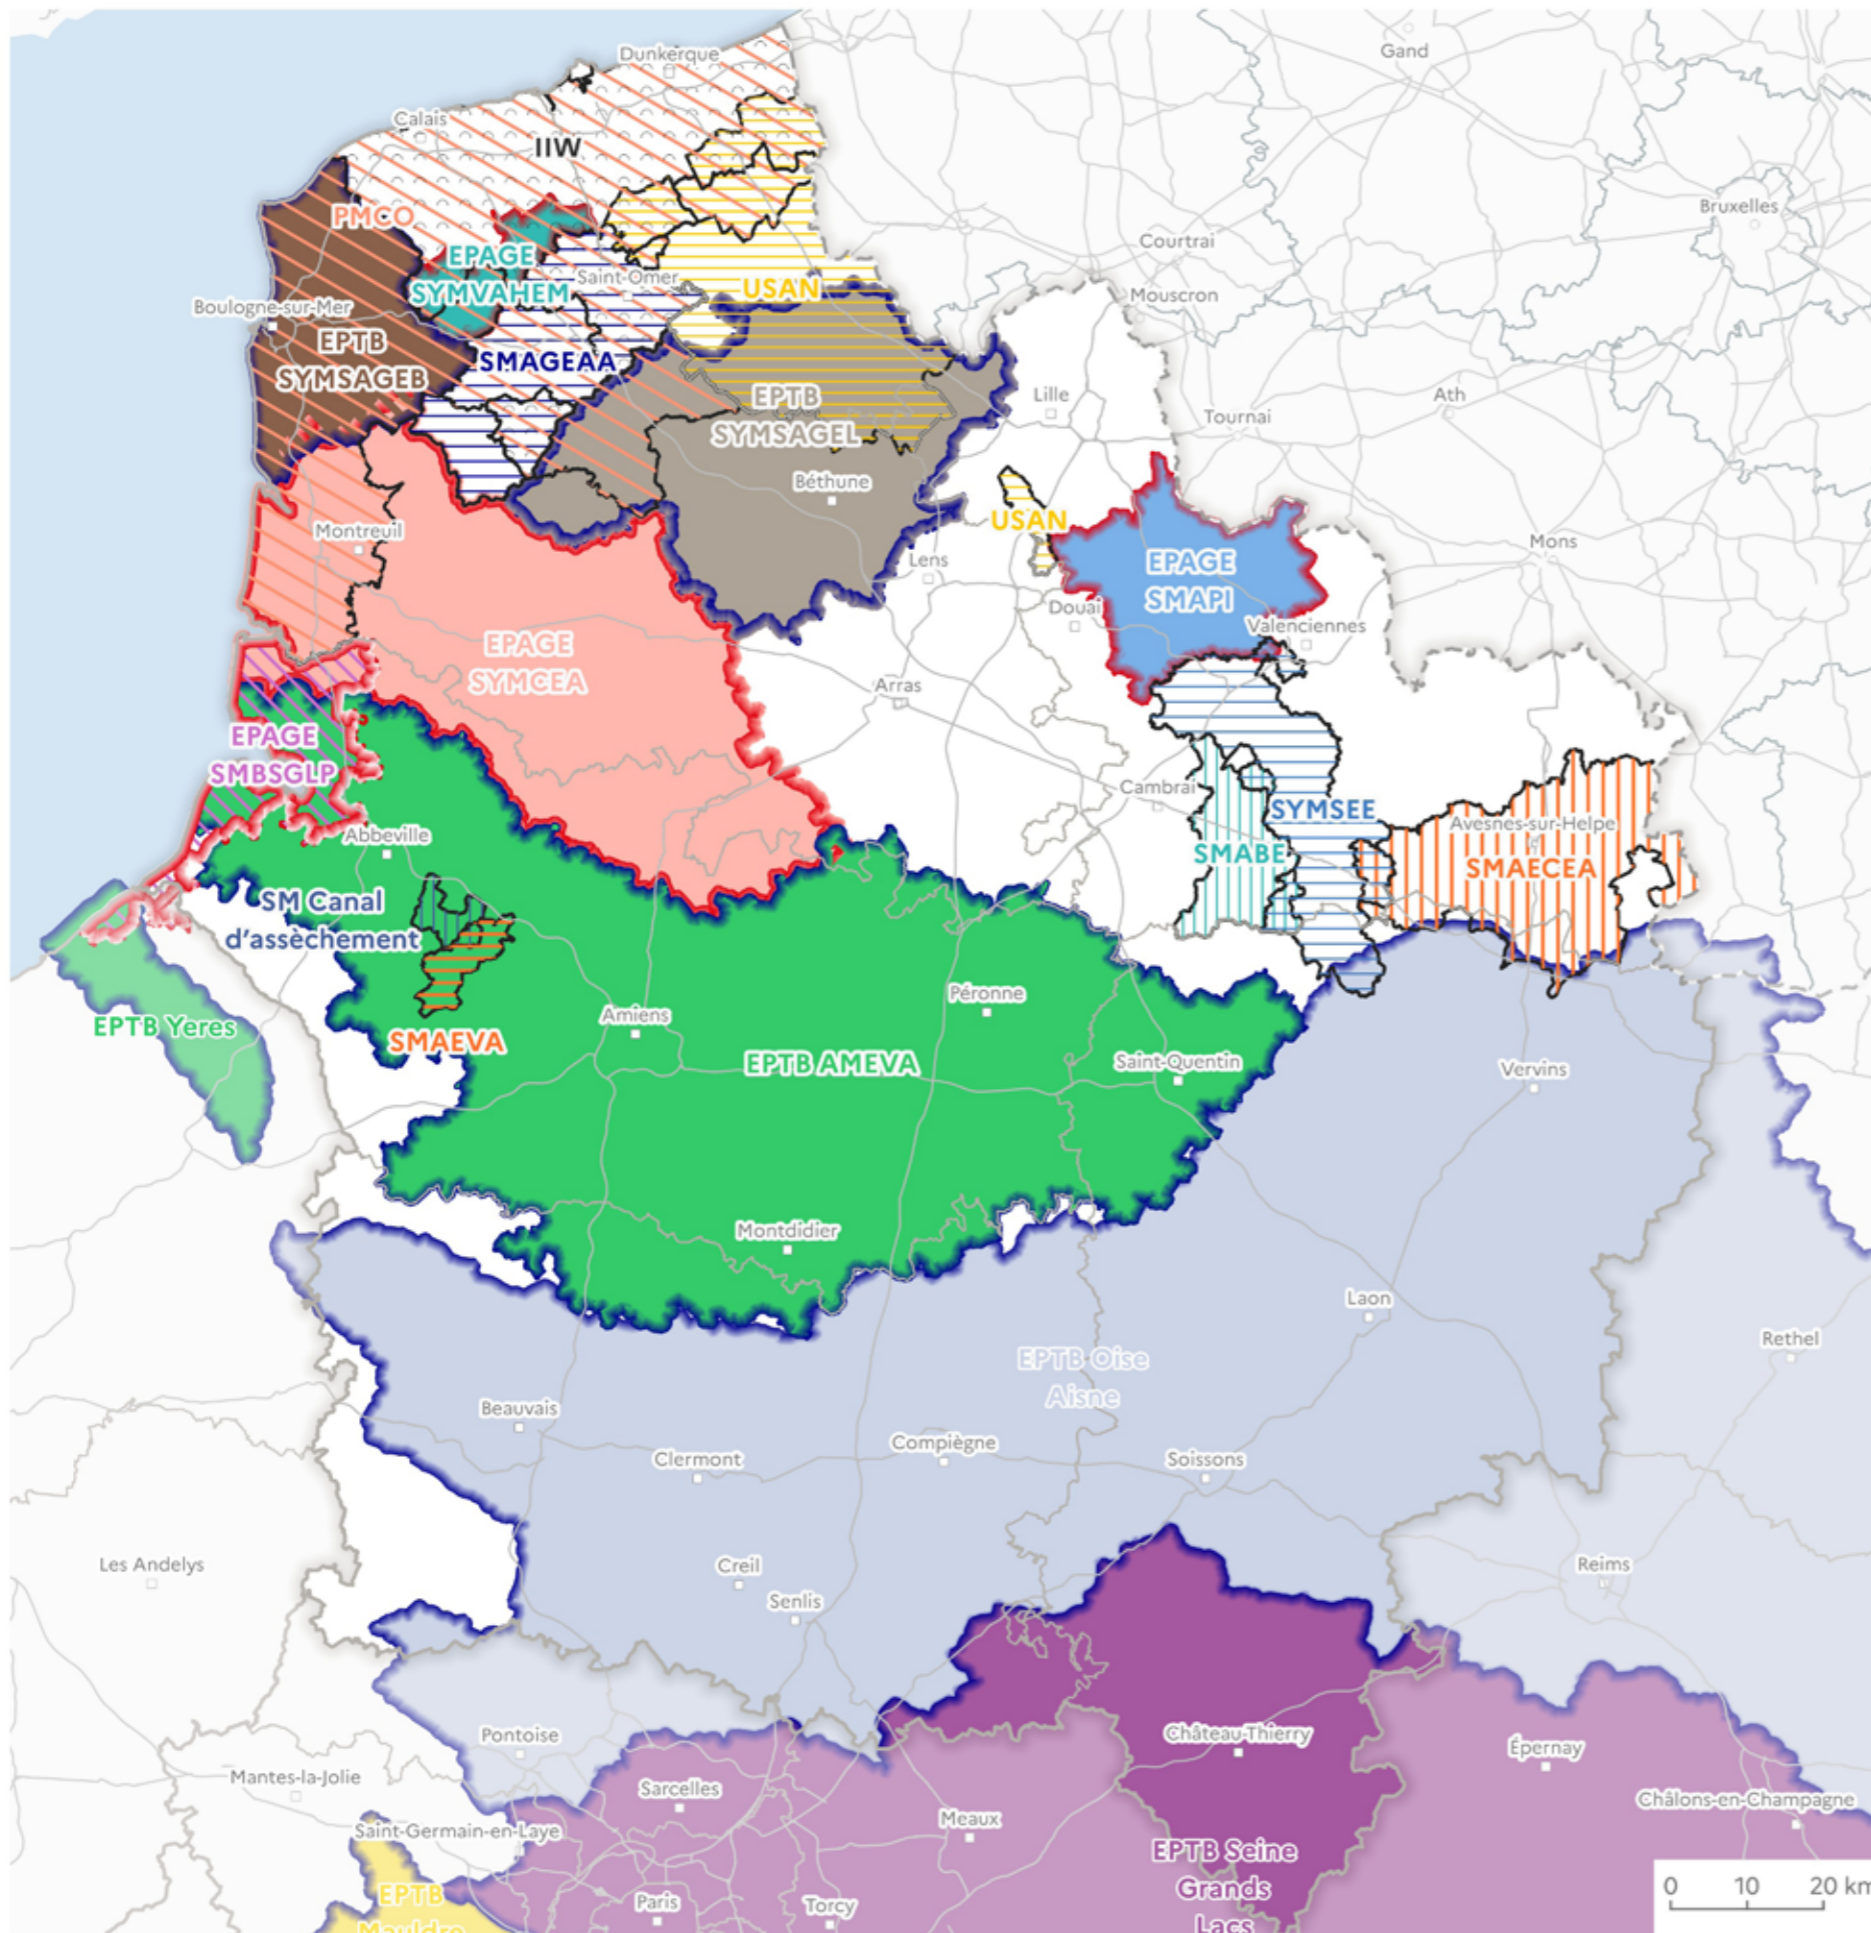 Dunkerque
Gand
Calais
IIW
Bruxelles
PMCO
Courtrai
EPAGE
SYMVAHEM
Saint-Omer
USAN
Mouscron
Boulogne-sur-Mer
EPTB
SYMSAGEB
SMAGEAA
EPTB
SYMSAGEL
Lille
Ath
Tournai
Béthune
Montreuil
USAN
Mons
Lens
EPAGE
SMAPI
Douai
Valenciennes
EPAGE
SYMCEA
Arras
EPAGE
SMBSGLP
Cambrai
SYMSEE
Abbeville
Avesnes-sur-Helpe
SMABE
SMAECEA
SM Canal
d'assèchement
Péronne
EPTB Yeres
Amiens
SMAEVA
EPTB AMEVA
Saint-Quentin
Vervins
Montdidier
Laon
Rethel
EPTB Oise
Aisne
Beauvais
Clermont
Compiègne
Soissons
Les Andelys
Creil
Senlis
Reims
Pontoise
Château-Thierry
Épernay
Mantes-la-Jolie
Sarcelles
Meaux
Châlons-en-Champagne
Saint-Germain-en-Laye
EPTB Seine
Grands
Lacs
EPTB
Mauldre
Paris
Torcy
0 10 20 km